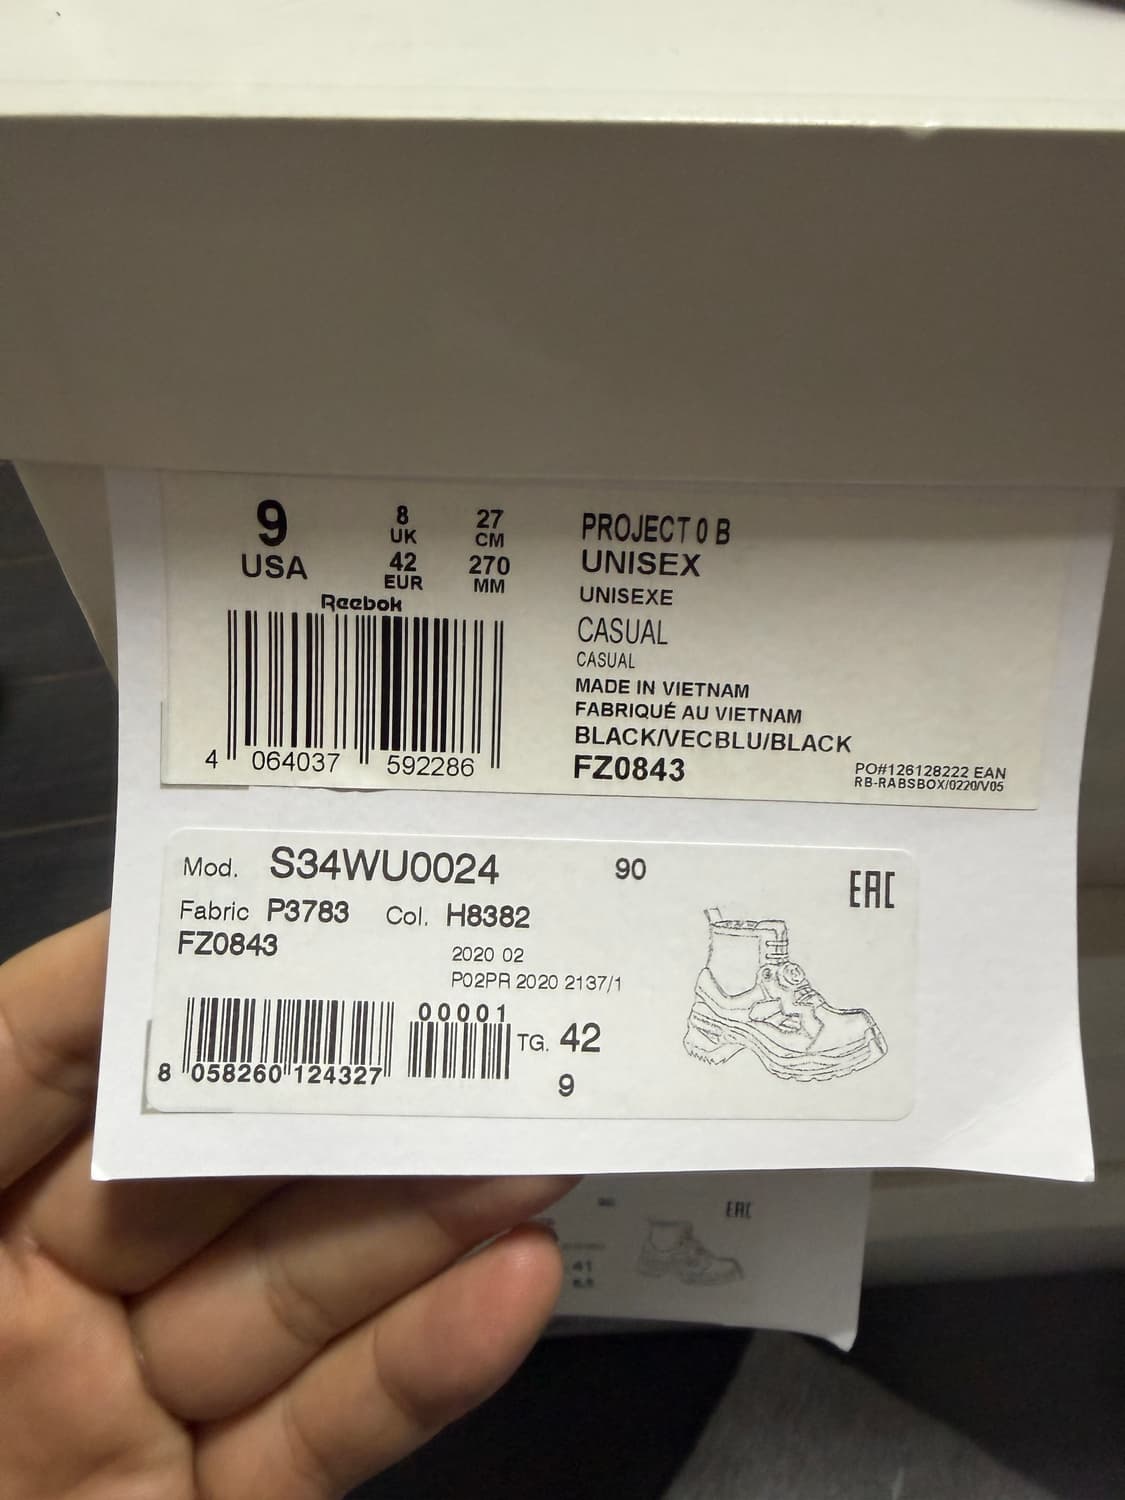 9
USA
8
UK
42
EUR
27
CM
270
MM
Reebok
4 064037 592286
PROJECT 0 B
UNISEX
UNISEXE
CASUAL
CASUAL
MADE IN VIETNAM
FABRIQUÉ AU VIETNAM
BLACK/VECBLU/BLACK
FZ0843
PO#126128222 EAN
RB-RABSBOX/0220/V05
Mod. S34WU0024 90
EAC
Fabric P3783 Col. H8382
FZ0843
2020 02
P02PR 2020 2137/1
00001
8 058260 124327
TG. 42
9
EAC
41